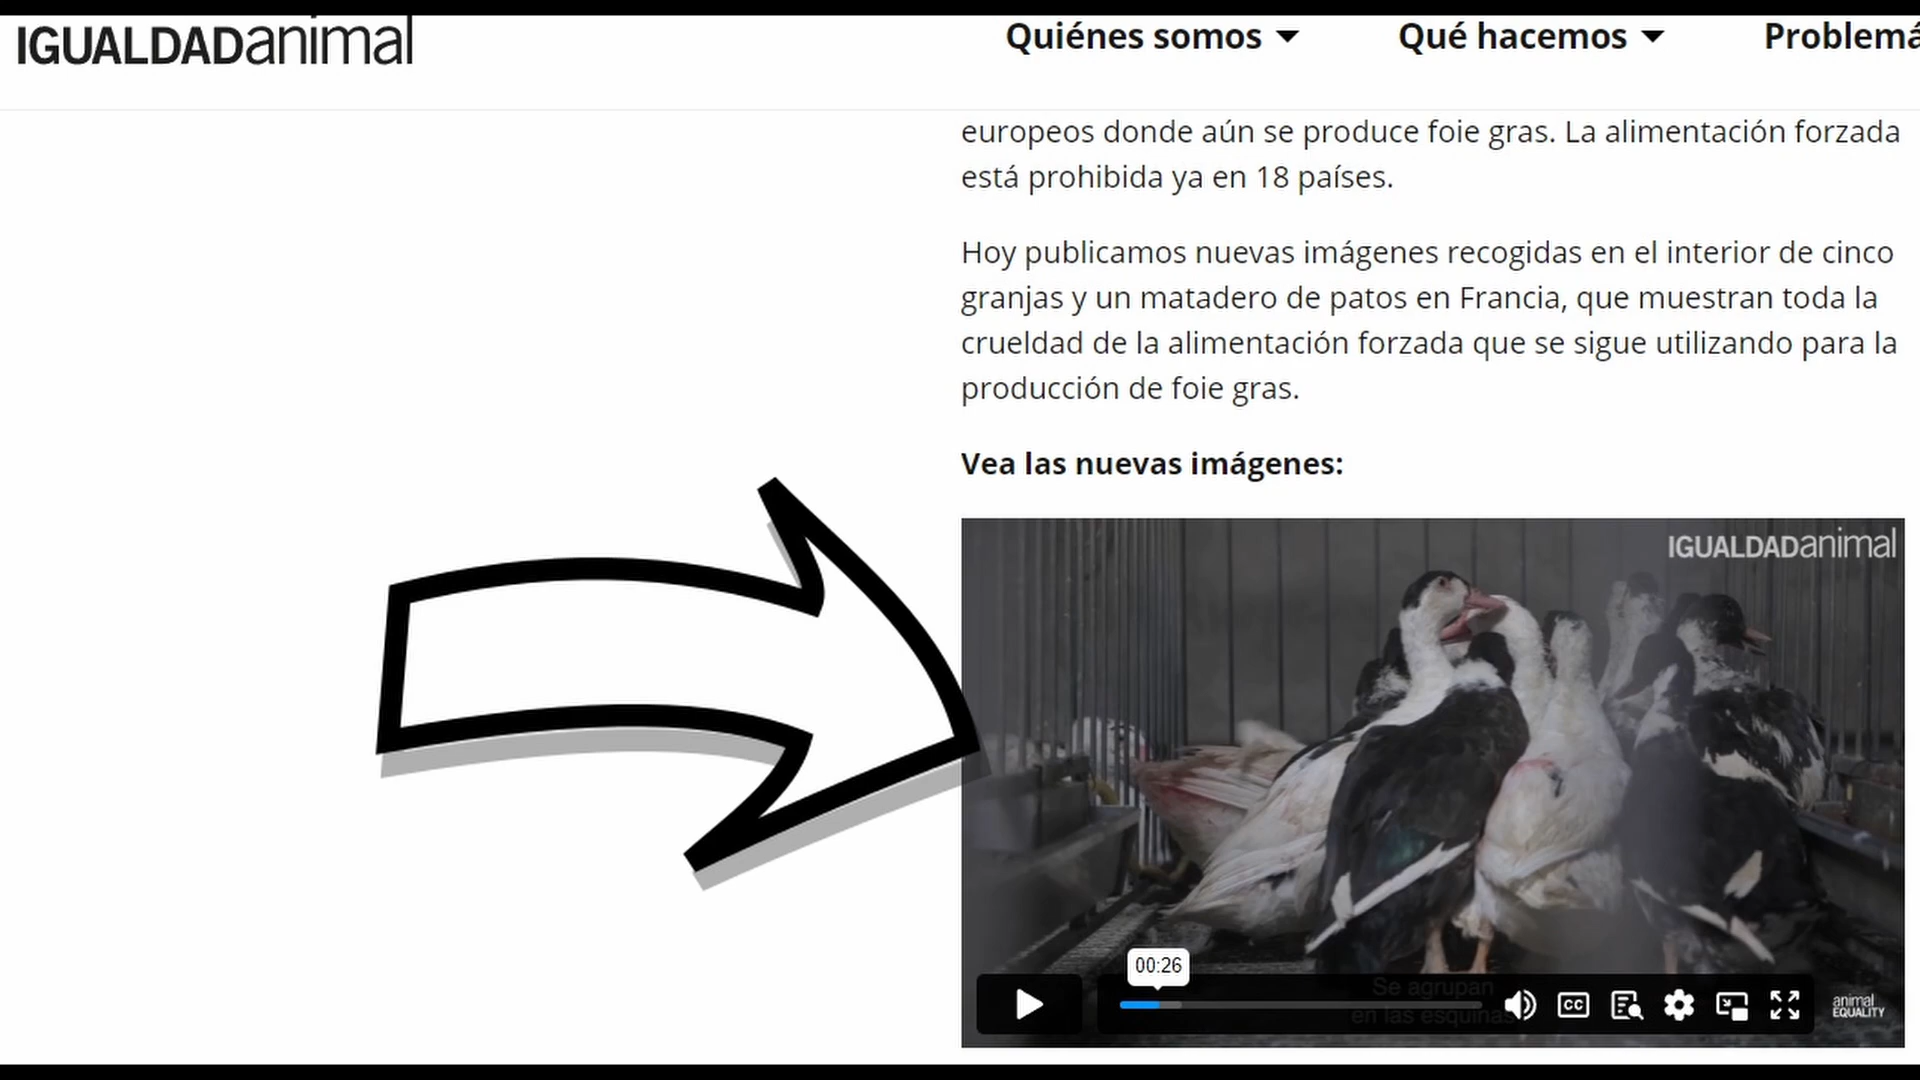 IGUALDADanimal
Quiénes somos
Qué hacemos
Problemá
europeos donde aún se produce foie gras. La alimentación forzada
está prohibida ya en 18 países.
Hoy publicamos nuevas imágenes recogidas en el interior de cinco
granjas y un matadero de patos en Francia, que muestran toda la
crueldad de la alimentación forzada que se sigue utilizando para la
producción de foie gras.
Vea las nuevas imágenes:
IGUALDADanimal
00:26
Se agrupan
en las esquinas
CC
animal
EQUALITY